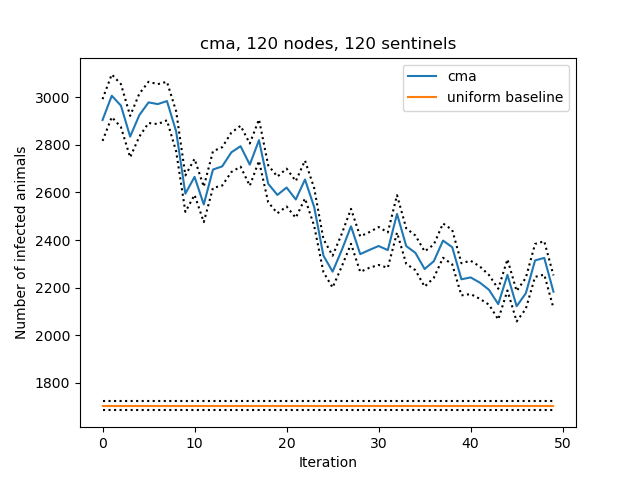 cma, 120 nodes, 120 sentinels
cma
uniform baseline
Number of infected animals
3000
2800
2600
2400
2200
2000
1800
0 10 20 30 40 50
Iteration